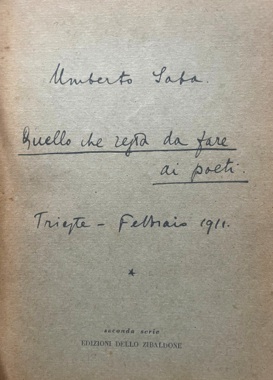 Umberto Saba.
Quello che resta da fare
ai poeti.
Trieste - Febbraio 1911.
*
seconda serie
EDIZIONI DELLO ZIBALDONE